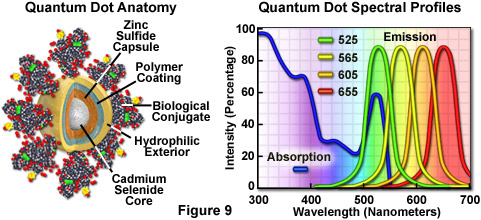 Quantum Dot Anatomy
Zinc
Sulfide
Capsule
Polymer
Coating
Biological
Conjugate
Hydrophilic
Exterior
Cadmium
Selenide
Core
Figure 9
Quantum Dot Spectral Profiles
Intensity (Percentage)
100
80
60
40
20
0
525
565
605
655
Emission
Absorption
300
400
500
600
700
Wavelength (Nanometers)